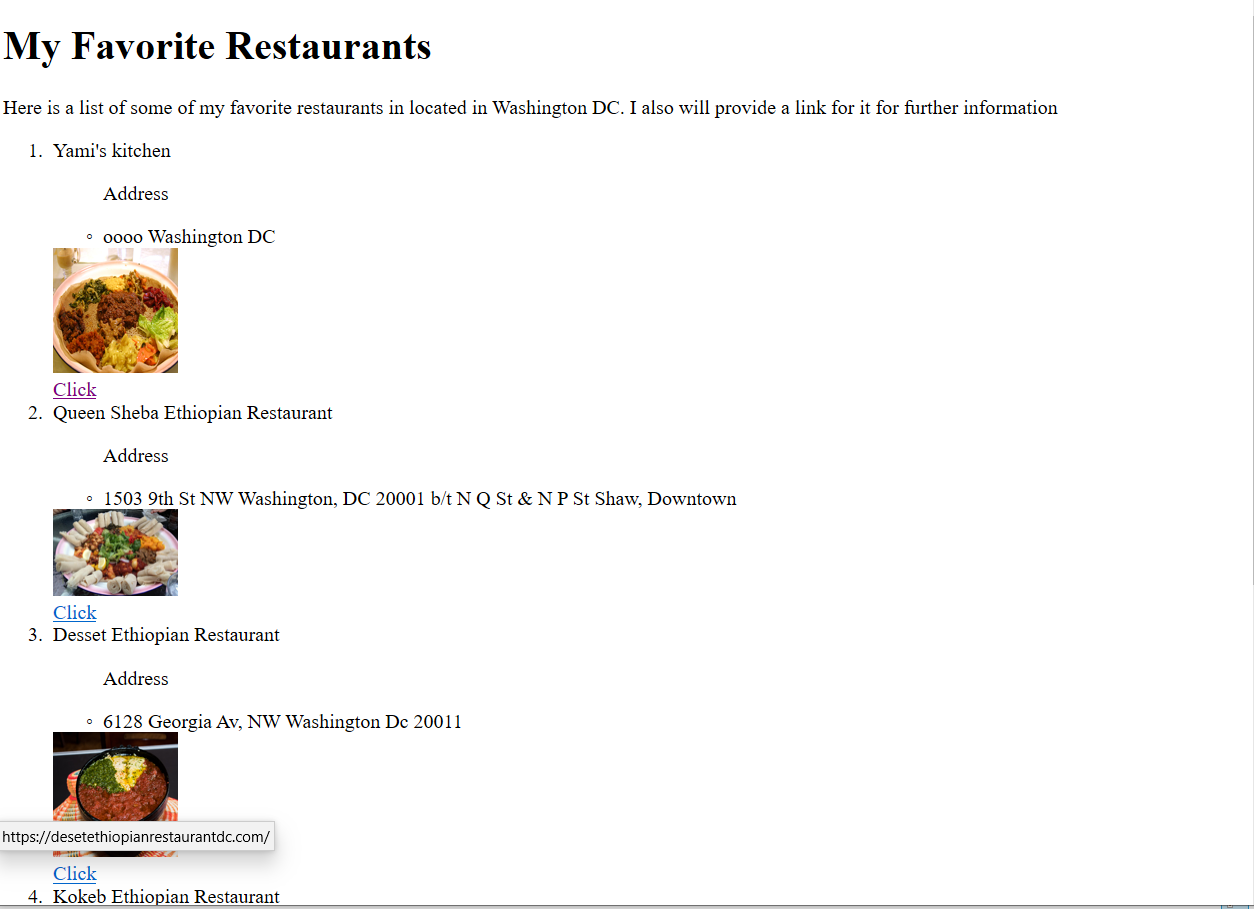 My Favorite Restaurants
Here is a list of some of my favorite restaurants in located in Washington DC. I also will provide a link for it for further information
1. Yami's kitchen
Address
oooo Washington DC
Click
2. Queen Sheba Ethiopian Restaurant
Address
1503 9th St NW Washington, DC 20001 b/t N Q St & N P St Shaw, Downtown
Click
3. Desset Ethiopian Restaurant
Address
6128 Georgia Av, NW Washington Dc 20011
https://desetethiopianrestaurantdc.com/
Click
4. Kokeb Ethiopian Restaurant